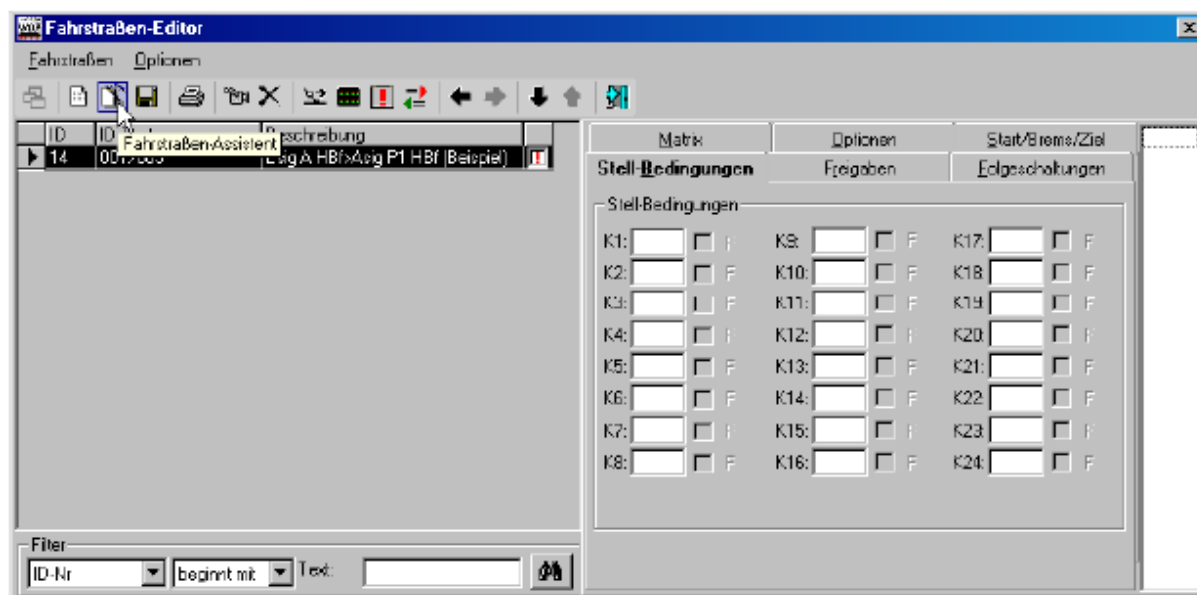 Fahrstraßen-Editor
Fahrstraßen Optionen
ID ID Beschreibung
Fahrstraßen-Assistent
14 Esig A HBf>Asig P1 HBf (Beispiel)
Matrix Optionen Start/Brems/Ziel
Stell-Bedingungen Freigaben Folgeschaltungen
Stell-Bedingungen
K1: F K9: F K17: F
K2: F K10: F K18: F
K3: F K11: F K19: F
K4: F K12: F K20: F
K5: F K13: F K21: F
K6: F K14: F K22: F
K7: F K15: F K23: F
K8: F K16: F K24: F
Filter
ID-Nr beginnt mit Text: